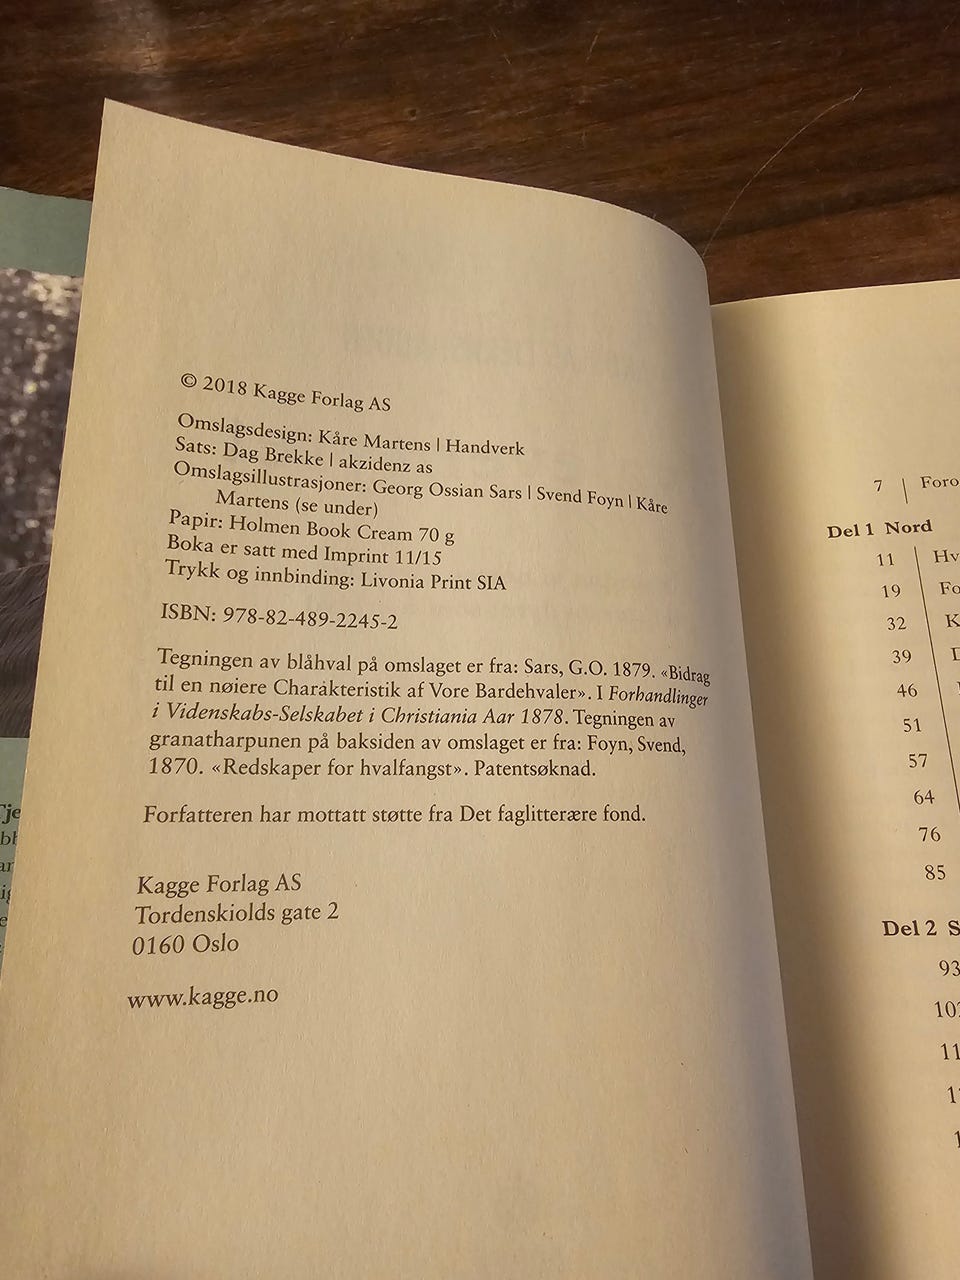 © 2018 Kagge Forlag AS
Omslagsdesign: Kåre Martens | Handverk
Sats: Dag Brekke | akzidenz as
Omslagsillustrasjoner: Georg Ossian Sars | Svend Foyn | Kåre
Martens (se under)
Papir: Holmen Book Cream 70 g
Boka er satt med Imprint 11/15
Trykk og innbinding: Livonia Print SIA
ISBN: 978-82-489-2245-2
Tegningen av blåhval på omslaget er fra: Sars, G.O. 1879. «Bidrag
til en nøiere Charakteristik af Vore Bardehvaler». I Forhandlinger
i Videnskabs-Selskabet i Christiania Aar 1878. Tegningen av
granatharpunen på baksiden av omslaget er fra: Foyn, Svend,
1870. «Redskaper for hvalfangst». Patentsøknad.
Forfatteren har mottatt støtte fra Det faglitterære fond.
Kagge Forlag AS
Tordenskiolds gate 2
0160 Oslo
www.kagge.no
7 |
Del 1 Nord
11
19
32
39
46
51
57
64
76
85
Del 2
93